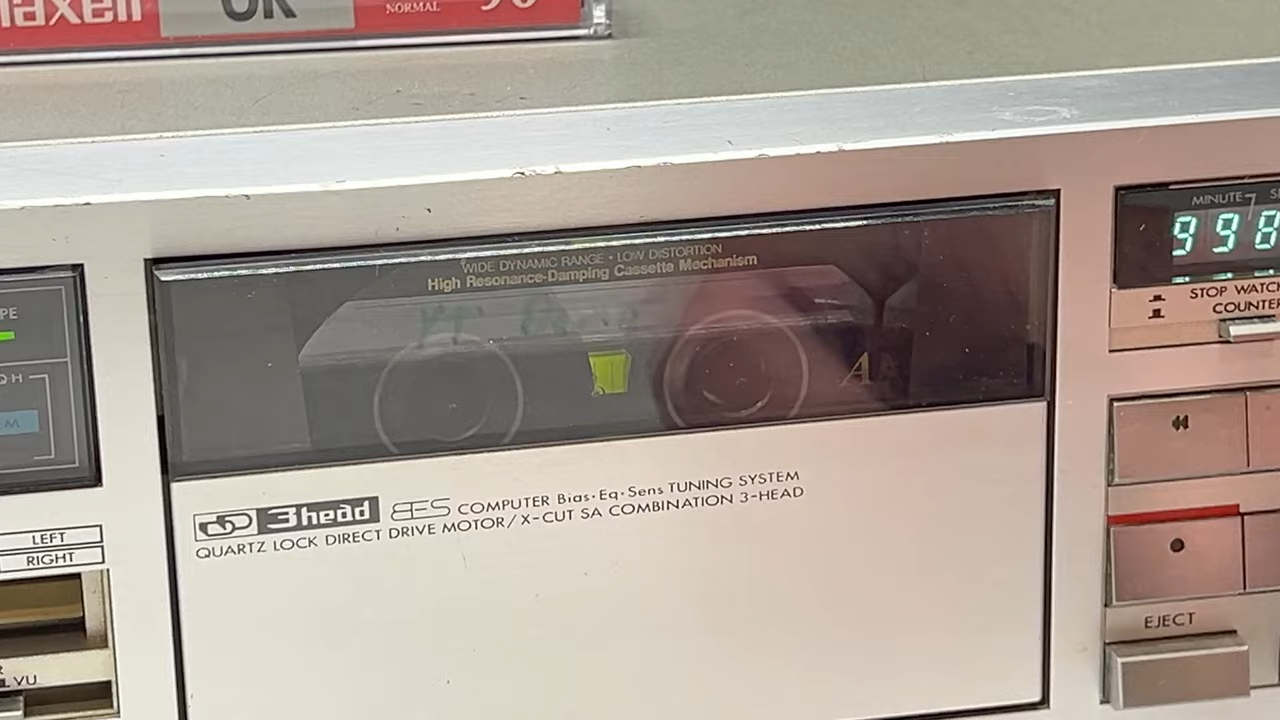 maxell
UR
NORMAL
90
WIDE DYNAMIC RANGE • LOW DISTORTION
High Resonance-Damping Cassette Mechanism
MINUTE
998
STOP WATCH
COUNTER
3head BES COMPUTER Bias·Eq·Sens TUNING SYSTEM
QUARTZ LOCK DIRECT DRIVE MOTOR/X-CUT SA COMBINATION 3-HEAD
LEFT
RIGHT
VU
EJECT